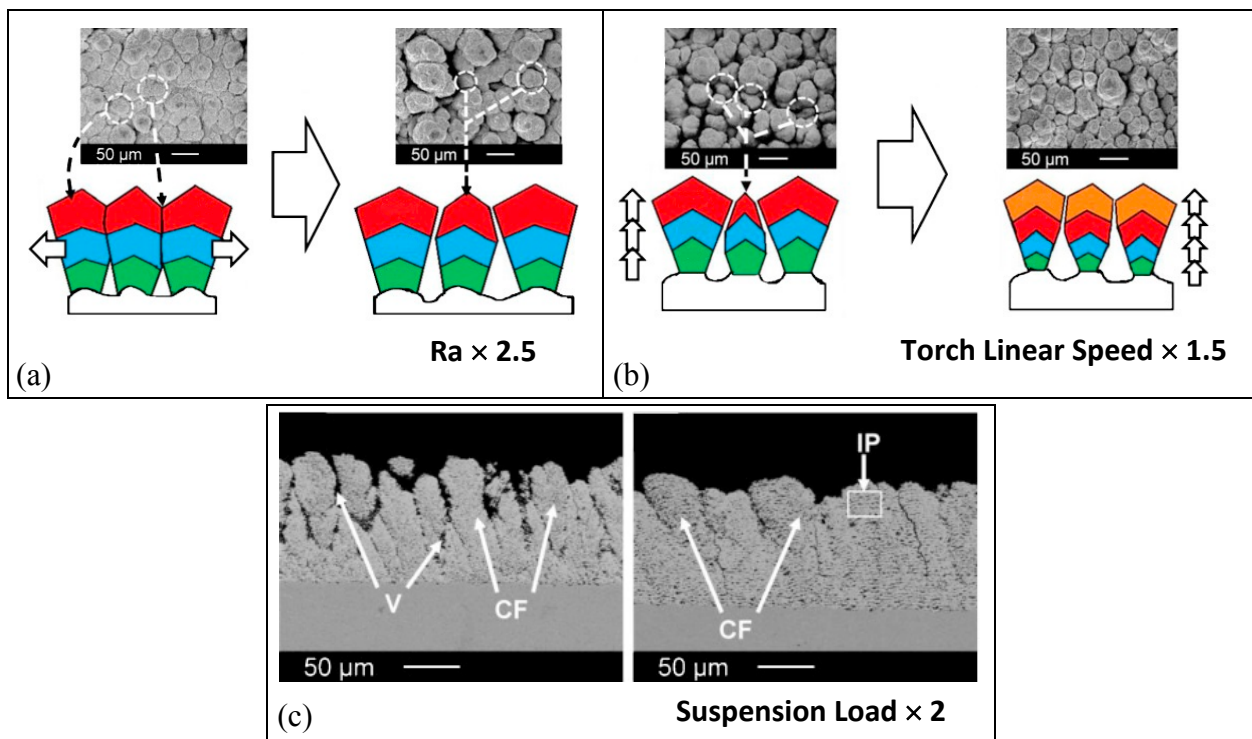 50 µm
50 µm
Ra × 2.5
(a)
50 µm
50 µm
Torch Linear Speed × 1.5
(b)
V
CF
50 µm
IP
CF
50 µm
Suspension Load × 2
(c)